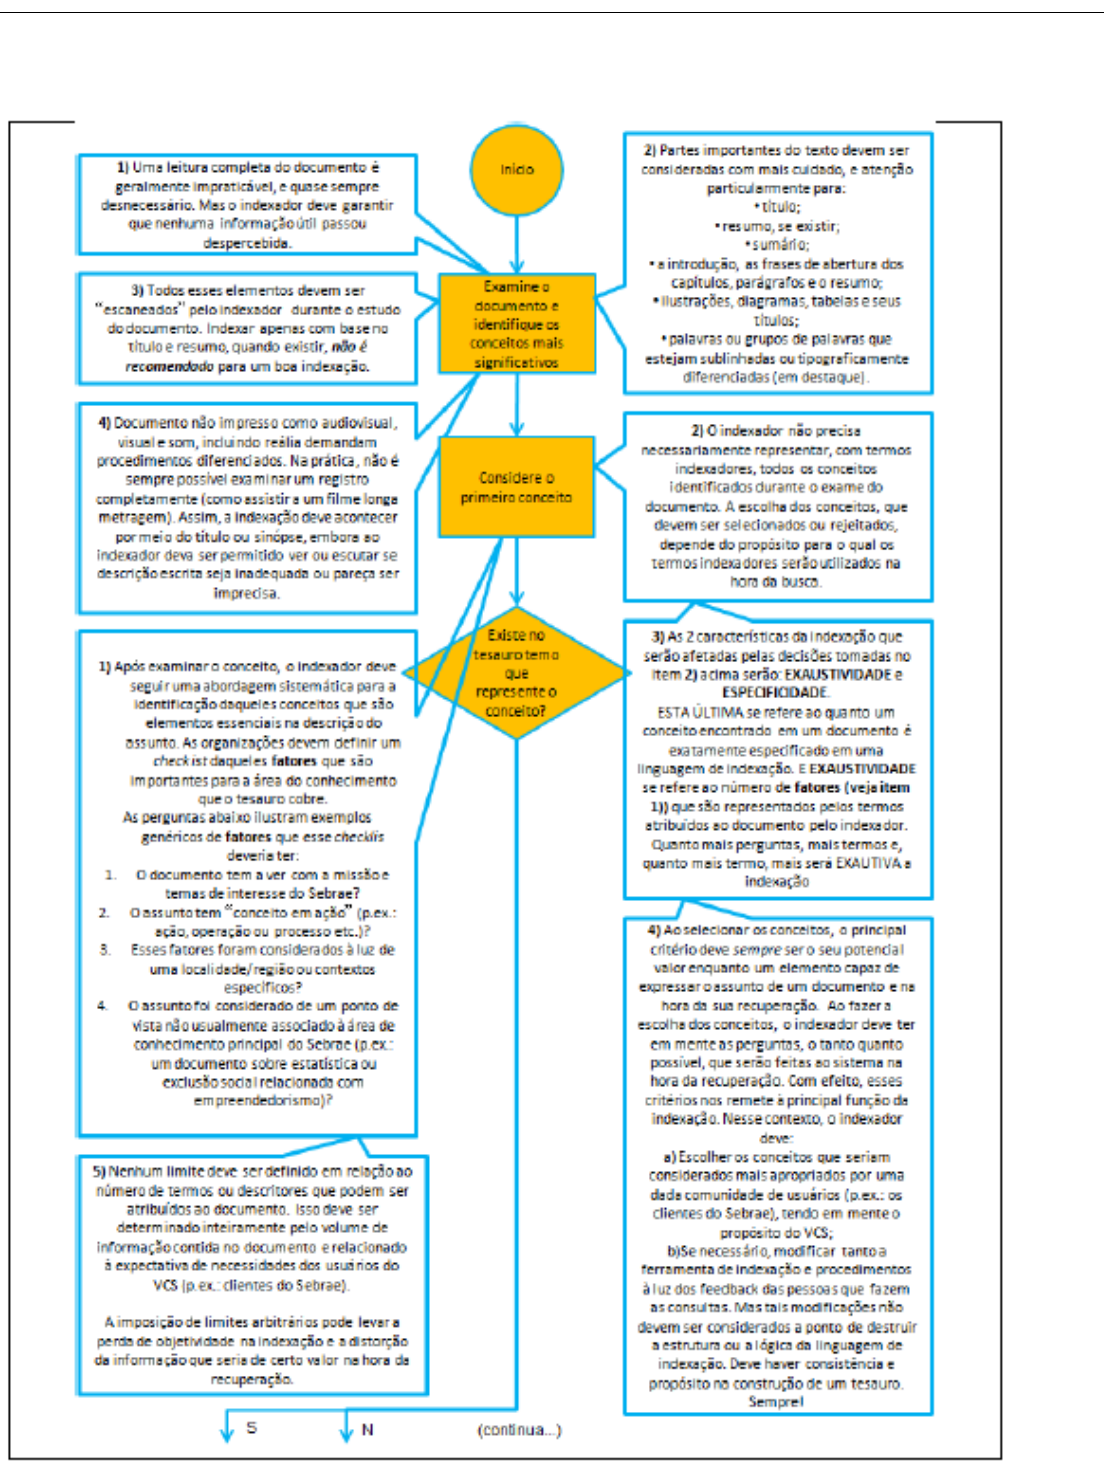 Início
1) Uma leitura completa do documento é
geralmente impraticável, e quase sempre
desnecessário. Mas o indexador deve garantir
que nenhuma informação útil passou
despercebida.
2) Partes importantes do texto devem ser
consideradas com mais cuidado, e atenção
particularmente para:
• título;
• resumo, se existir;
• sumário;
• a introdução, as frases de abertura dos
capítulos, parágrafos e o resumo;
• ilustrações, diagramas, tabelas e seus
títulos;
• palavras ou grupos de palavras que
estejam sublinhadas ou tipograficamente
diferenciadas (em destaque).
Examine o
documento e
identifique os
conceitos mais
significativos
3) Todos esses elementos devem ser
“escaneados” pelo indexador durante o estudo
do documento. Indexar apenas com base no
título e resumo, quando existir, não é
recomendado para um boa indexação.
4) Documento não impresso como audiovisual,
visual e som, incluindo reália demandam
procedimentos diferenciados. Na prática, não é
sempre possível examinar um registro
completamente (como assistir a um filme longa
metragem). Assim, a indexação deve acontecer
por meio do título ou sinópse, embora ao
indexador deva ser permitido ver ou escutar se
descrição escrita seja inadequada ou pareça ser
imprecisa.
Considere o
primeiro conceito
2) O indexador não precisa
necessariamente representar, com termos
indexadores, todos os conceitos
identificados durante o exame do
documento. A escolha dos conceitos, que
devem ser selecionados ou rejeitados,
depende do propósito para o qual os
termos indexadores serão utilizados na
hora da busca.
Existe no
tesauro temo
que
represente o
conceito?
1) Após examinar o conceito, o indexador deve
seguir uma abordagem sistemática para a
identificação daqueles conceitos que são
elementos essenciais na descrição do
assunto. As organizações devem definir um
checklist daqueles fatores que são
importantes para a área do conhecimento
que o tesauro cobre.
As perguntas abaixo ilustram exemplos
genéricos de fatores que esse checklis
deveria ter:
1. O documento tem a ver com a missão e
temas de interesse do Sebrae?
2. O assunto tem “conceito em ação” (p.ex.:
ação, operação ou processo etc.)?
3. Esses fatores foram considerados à luz de
uma localidade/região ou contextos
específicos?
4. O assunto foi considerado de um ponto de
vista não usualmente associado à área de
conhecimento principal do Sebrae (p.ex.:
um documento sobre estatística ou
exclusão social relacionada com
empreendedorismo)?
3) As 2 características da indexação que
serão afetadas pelas decisões tomadas no
item 2) acima serão: EXAUSTIVIDADE e
ESPECIFICIDADE.
ESTA ÚLTIMA se refere ao quanto um
conceito encontrado em um documento é
exatamente especificado em uma
linguagem de indexação. E EXAUSTIVIDADE
se refere ao número de fatores (veja item
1)) que são representados pelos termos
atribuídos ao documento pelo indexador.
Quanto mais perguntas, mais termos e,
quanto mais termo, mais será EXAUTIVA a
indexação
4) Ao selecionar os conceitos, o principal
critério deve sempre ser o seu potencial
valor enquanto um elemento capaz de
expressar o assunto de um documento e na
hora da sua recuperação. Ao fazer a
escolha dos conceitos, o indexador deve ter
em mente as perguntas, o tanto quanto
possível, que serão feitas ao sistema na
hora da recuperação. Com efeito, esses
critérios nos remete à principal função da
indexação. Nesse contexto, o indexador
deve:
a) Escolher os conceitos que seriam
considerados mais apropriados por uma
dada comunidade de usuários (p.ex.: os
clientes do Sebrae), tendo em mente o
propósito do VCS;
b)Se necessário, modificar tanto a
ferramenta de indexação e procedimentos
à luz dos feedback das pessoas que fazem
as consultas. Mas tais modificações não
devem ser considerados a ponto de destruir
a estrutura ou a lógica da linguagem de
indexação. Deve haver consistência e
propósito na construção de um tesauro.
Sempre!
5) Nenhum limite deve ser definido em relação ao
número de termos ou descritores que podem ser
atribuídos ao documento. Isso deve ser
determinado inteiramente pelo volume de
informação contida no documento e relacionado
à expectativa de necessidades dos usuários do
VCS (p.ex.: clientes do Sebrae).
A imposição de limites arbitrários pode levar a
perda de objetividade na indexação e a distorção
da informação que seria de certo valor na hora da
recuperação.
S
N
(continua...)